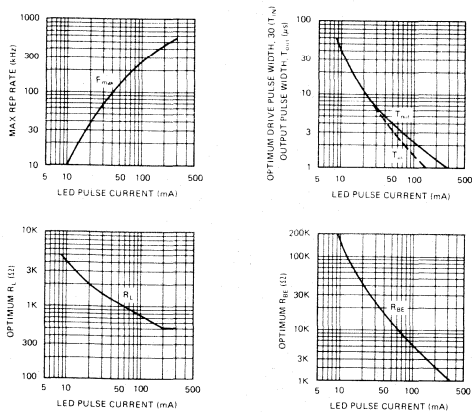 MAX REP RATE (kHz)
1000
300
100
30
10
Fmax
5 10 50 100 500
LED PULSE CURRENT (mA)
OPTIMUM DRIVE PULSE WIDTH, 30 (TIN)
OUTPUT PULSE WIDTH, Tout (μs)
100
30
10
3
1
Tout
5 10 50 100 500
LED PULSE CURRENT (mA)
OPTIMUM RL (Ω)
10K
3K
1K
300
100
RL
5 10 50 100 500
LED PULSE CURRENT (mA)
OPTIMUM RBE (Ω)
200K
100K
30K
10K
3K
1K
RBE
5 10 50 100 500
LED PULSE CURRENT (mA)